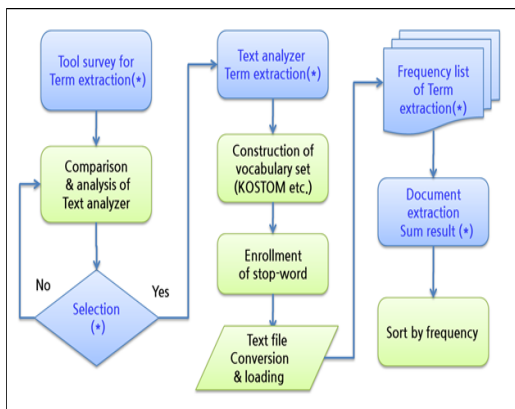 Tool survey for
Term extraction(*)
Comparison
& analysis of
Text analyzer
No
Yes
Selection
(*)
Text analyzer
Term extraction(*)
Construction of
vocabulary set
(KOSTOM etc,)
Enrollment
of stop-word
Text file
Conversion
& loading
Frequency list
of Term
extraction(*)
Document
extraction
Sum result (*)
Sort by frequency